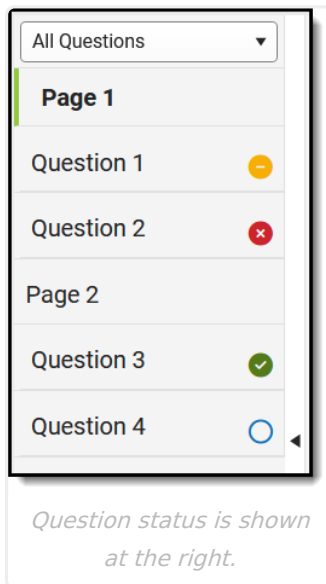 All Questions
Page 1
Question 1
Question 2
Page 2
Question 3
Question 4
Question status is shown
at the right.